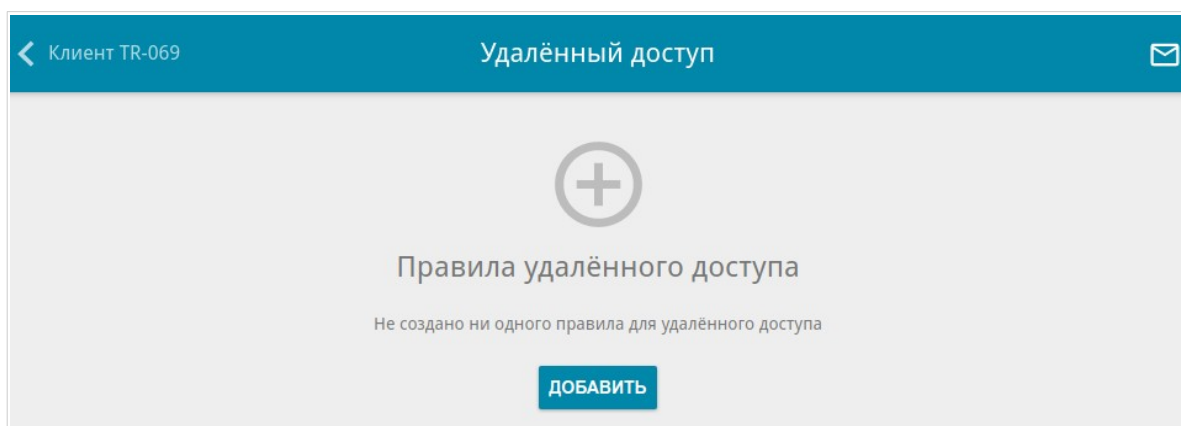 Клиент TR-069
Удалённый доступ
Правила удалённого доступа
Не создано ни одного правила для удалённого доступа
ДОБАВИТЬ